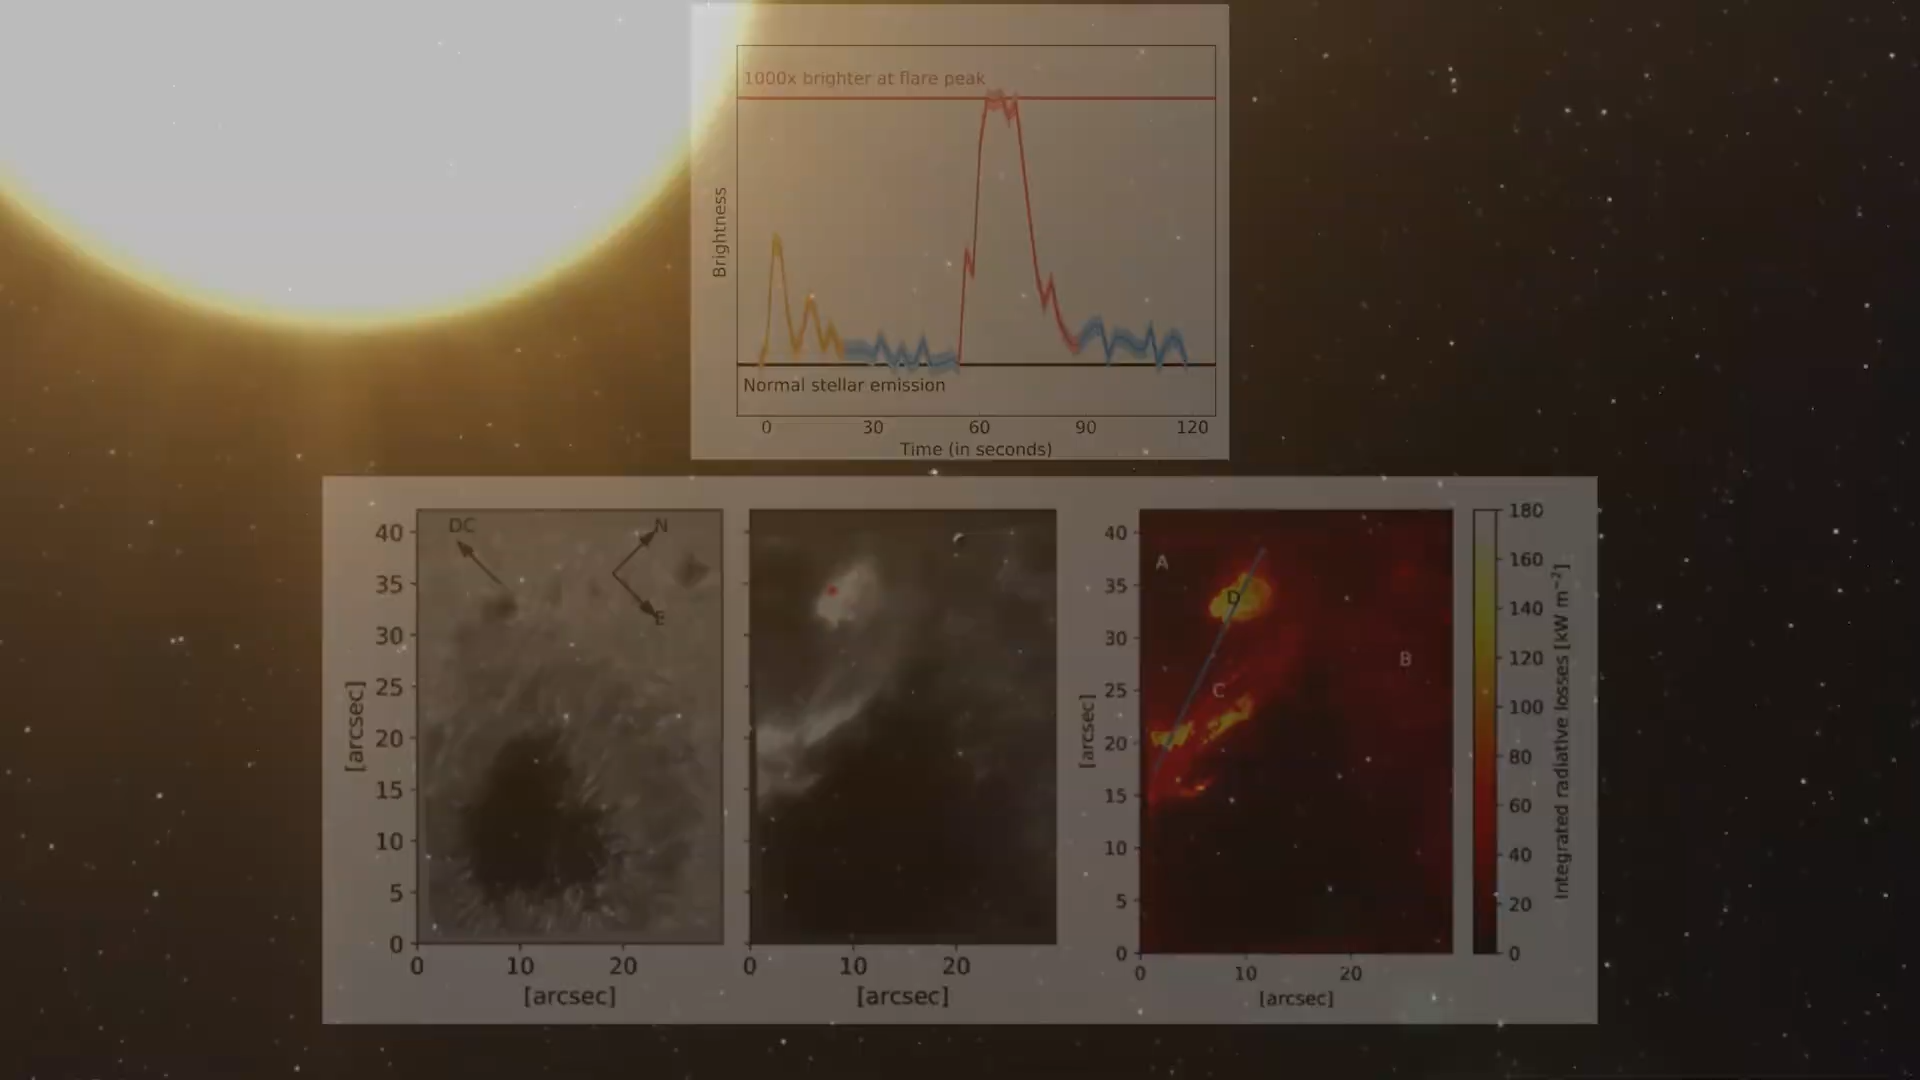 1000x brighter at flare peak
Brightness
Normal stellar emission
0 30 60 90 120
Time (in seconds)
DC
N
E
40
35
30
25
20
15
10
5
0
[arcsec]
0 10 20
[arcsec]
0 10 20
[arcsec]
A
D
B
C
40
35
30
25
20
15
10
5
0
[arcsec]
0 10 20
[arcsec]
180
160
140
120
100
80
60
40
20
0
Integrated radiative losses [kW m⁻²]